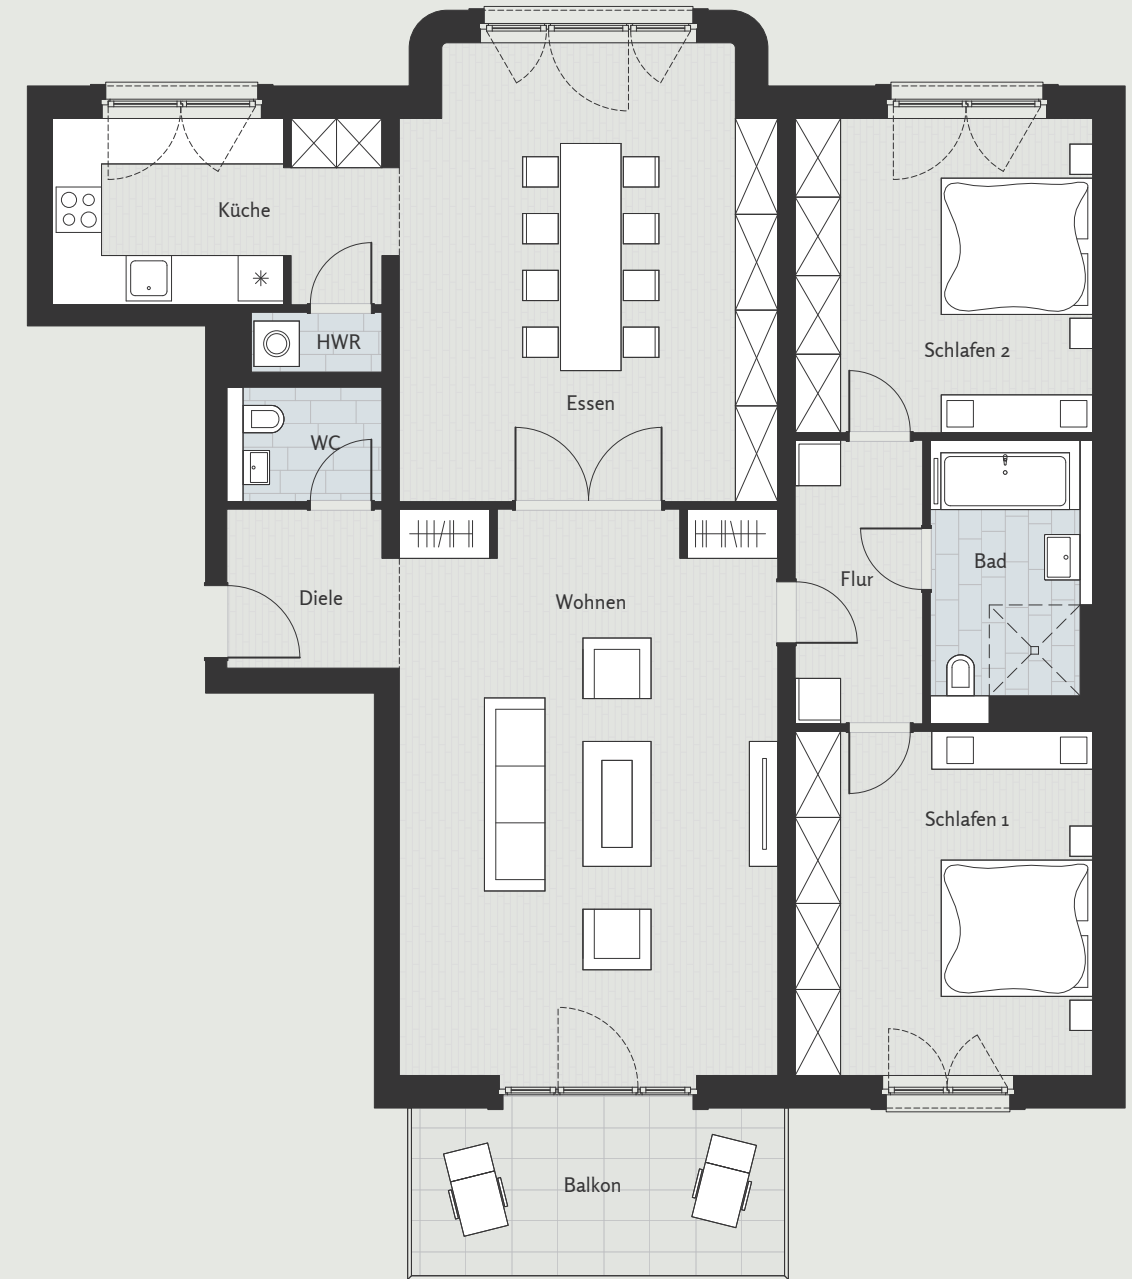 Küche
HWR
Schlafen 2
Essen
WC
Bad
Flur
Diele
Wohnen
Schlafen 1
Balkon